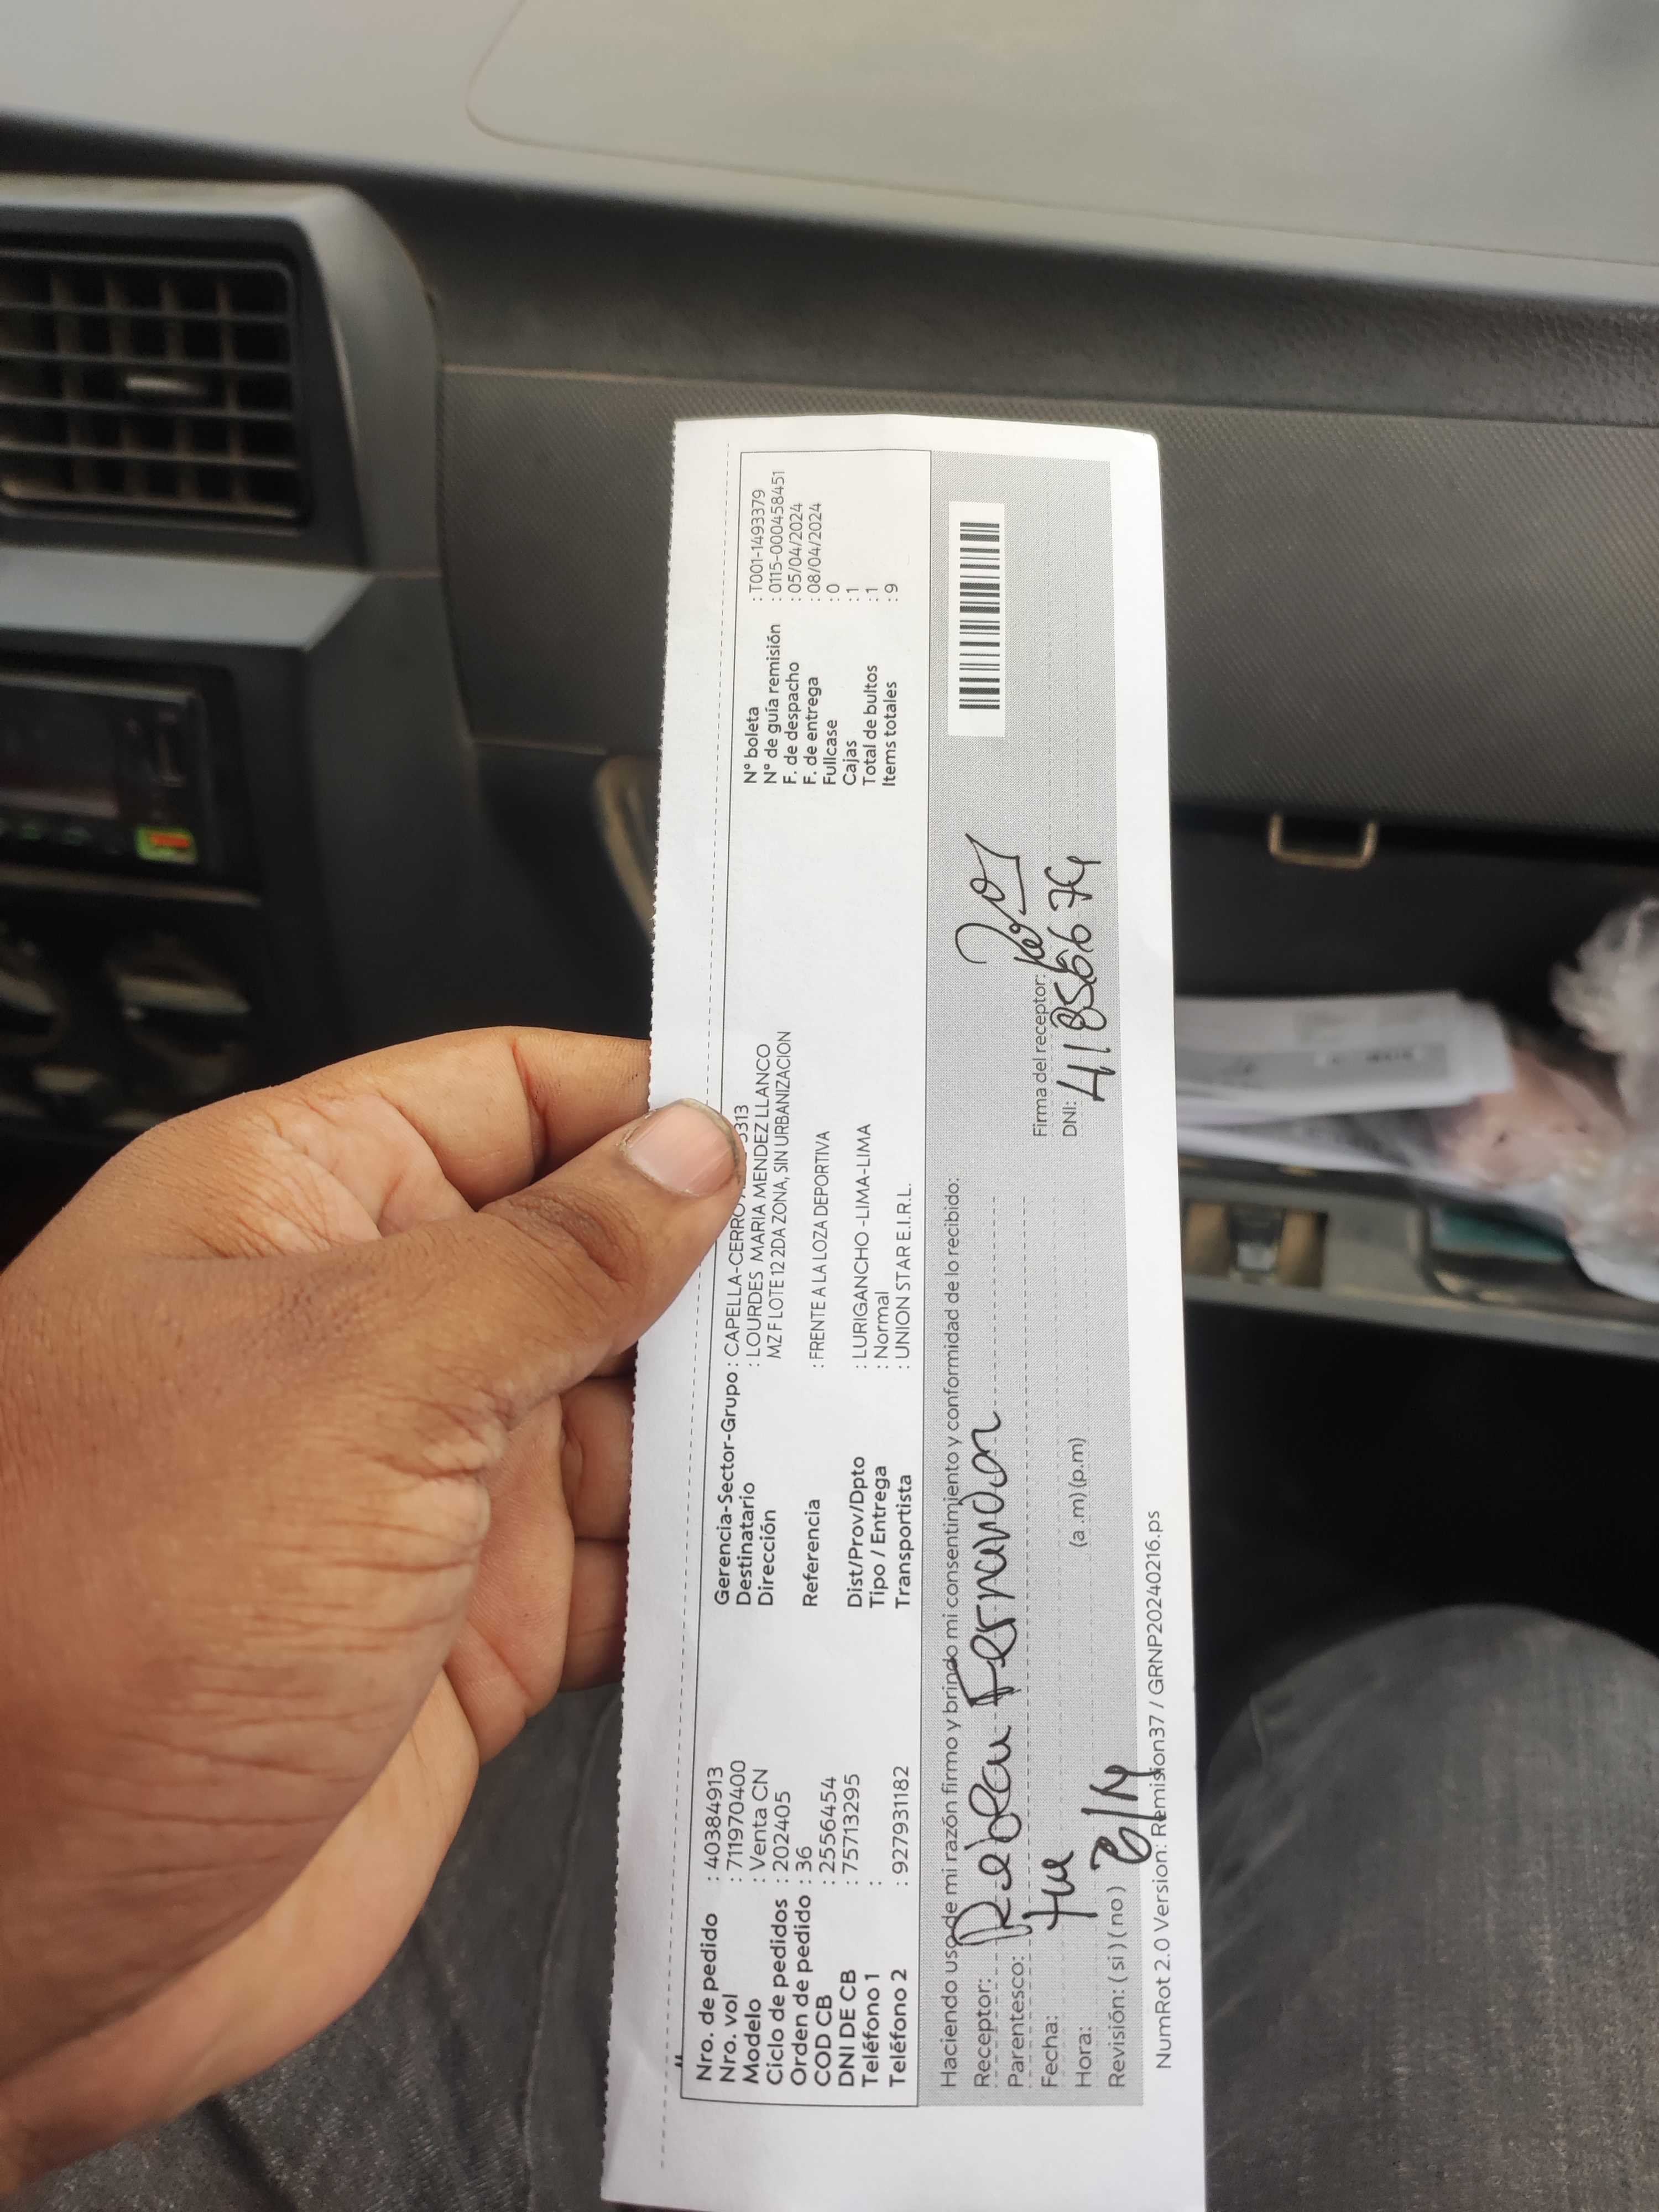 Nro. de pedido : 40384913
Nro. vol : 711970400
Modelo : Venta CN
Ciclo de pedidos : 202405
Orden de pedido : 36
COD CB : 2556454
DNI DE CB : 75713295
Teléfono 1 :
Teléfono 2 : 927931182
Gerencia-Sector-Grupo : CAPELLA-CERRO 3313
Destinatario : LOURDES MARIA MENDEZ LLANCO
Dirección MZ F LOTE 12 2DA ZONA, SIN URBANIZACION
Referencia : FRENTE A LA LOZA DEPORTIVA
Dist/Prov/Dpto : LURIGANCHO -LIMA-LIMA
Tipo / Entrega : Normal
Transportista : UNION STAR E.I.R.L.
N° boleta : T001-1493379
N° de guía remisión : 0115-000458451
F. de despacho : 05/04/2024
F. de entrega : 08/04/2024
Fullcase : 0
Cajas : 1
Total de bultos : 1
Items totales : 9
Haciendo uso de mi razón firmo y brindo mi consentimiento y conformidad de lo recibido:
Receptor: Fernandon
Parentesco:
Fecha:
Hora: (a .m) (p.m)
Revisión: ( si ) ( no )
Firma del receptor:
DNI: 41856674
NumRot 2.0 Version: Remision37 / GRNP20240216.ps